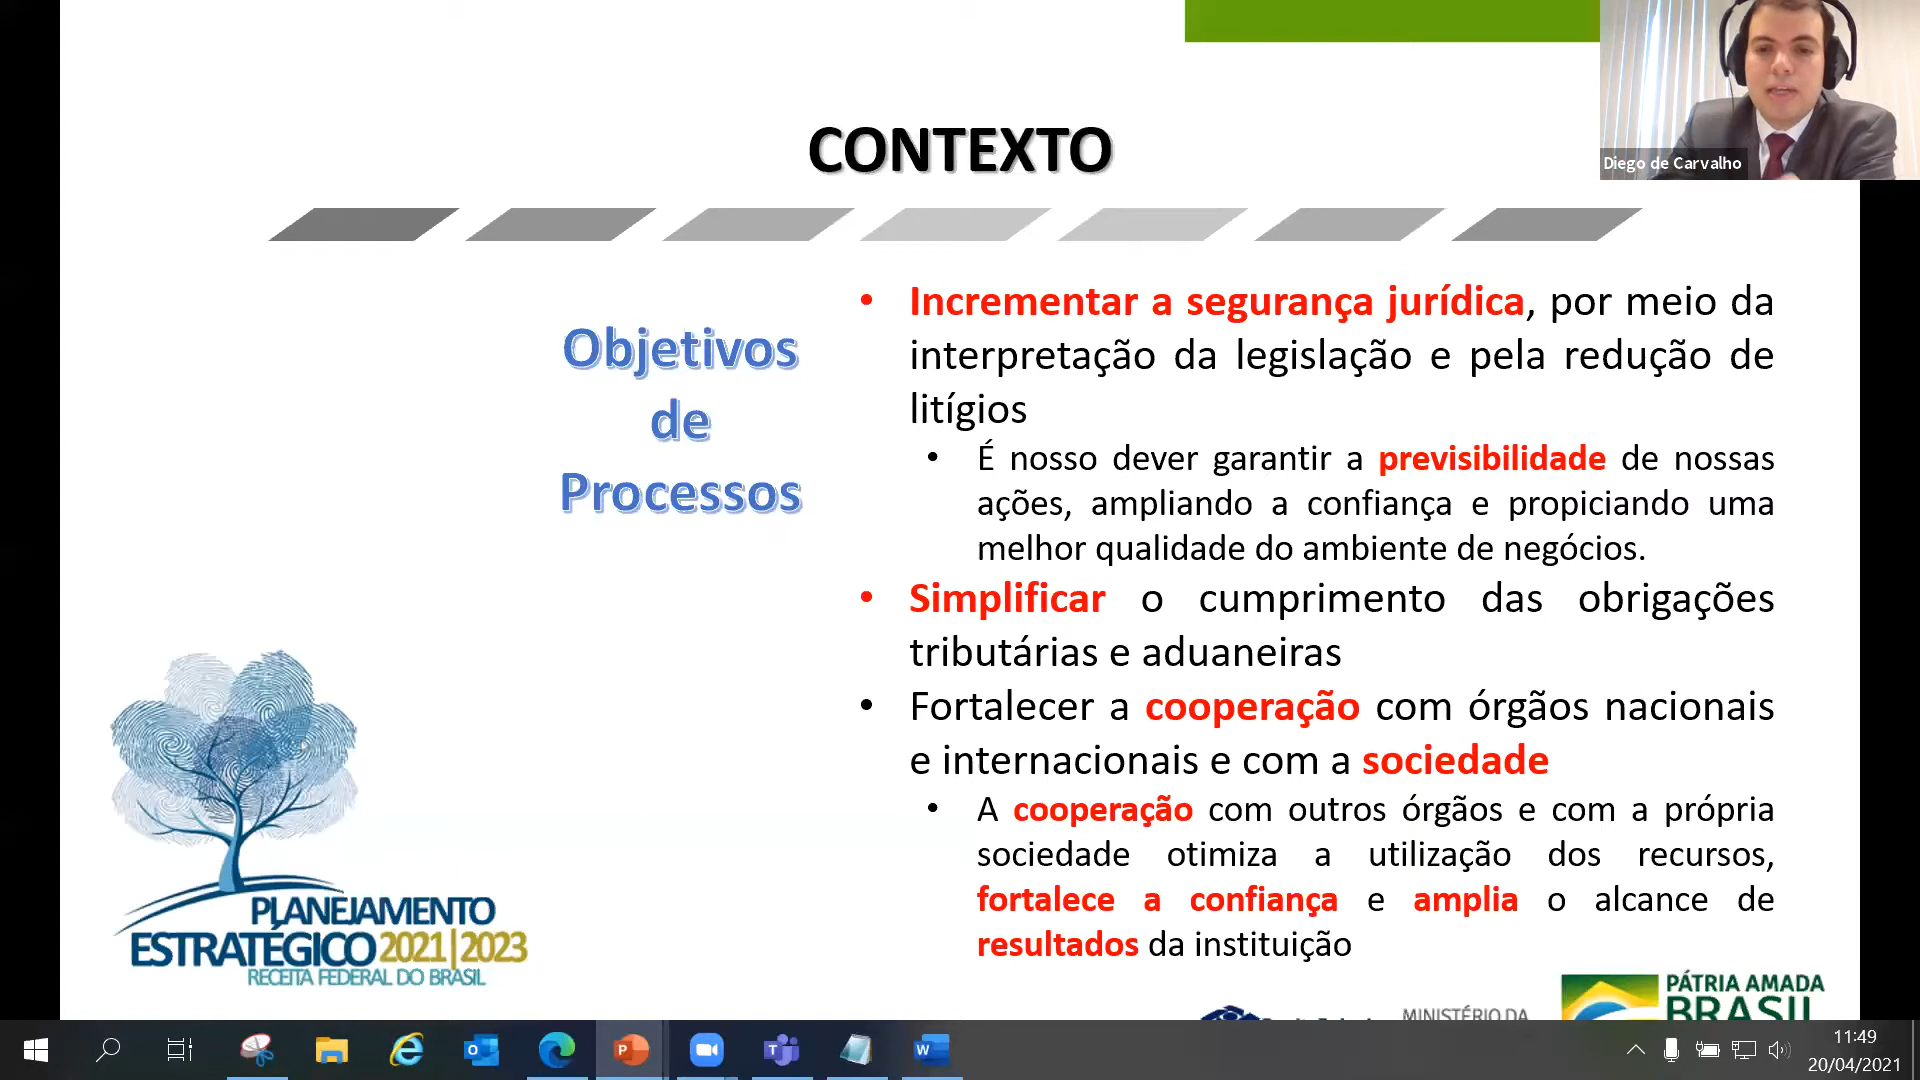 CONTEXTO
Diego de Carvalho
Objetivos
de
Processos
• Incrementar a segurança jurídica, por meio da
interpretação da legislação e pela redução de
litígios
• É nosso dever garantir a previsibilidade de nossas
ações, ampliando a confiança e propiciando uma
melhor qualidade do ambiente de negócios.
• Simplificar o cumprimento das obrigações
tributárias e aduaneiras
• Fortalecer a cooperação com órgãos nacionais
e internacionais e com a sociedade
• A cooperação com outros órgãos e com a própria
sociedade otimiza a utilização dos recursos,
fortalece a confiança e amplia o alcance de
resultados da instituição
PLANEJAMENTO
ESTRATÉGICO 2021|2023
RECEITA FEDERAL DO BRASIL
MINISTÉRIO DA
PÁTRIA AMADA
BRASIL
11:49
20/04/2021